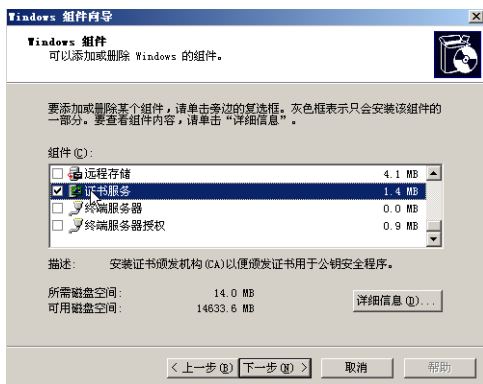 Windows 组件向导
Windows 组件
可以添加或删除 Windows 的组件。
要添加或删除某个组件，请单击旁边的复选框。灰色框表示只会安装该组件的
一部分。要查看组件内容，请单击“详细信息”。
组件(C):
远程存储 4.1 MB
证书服务 1.4 MB
终端服务器 0.0 MB
终端服务器授权 0.9 MB
描述: 安装证书颁发机构(CA)以便颁发证书用于公钥安全程序。
所需磁盘空间: 14.0 MB
可用磁盘空间: 14633.6 MB
详细信息(D)...
< 上一步(B) 下一步(N) > 取消 帮助